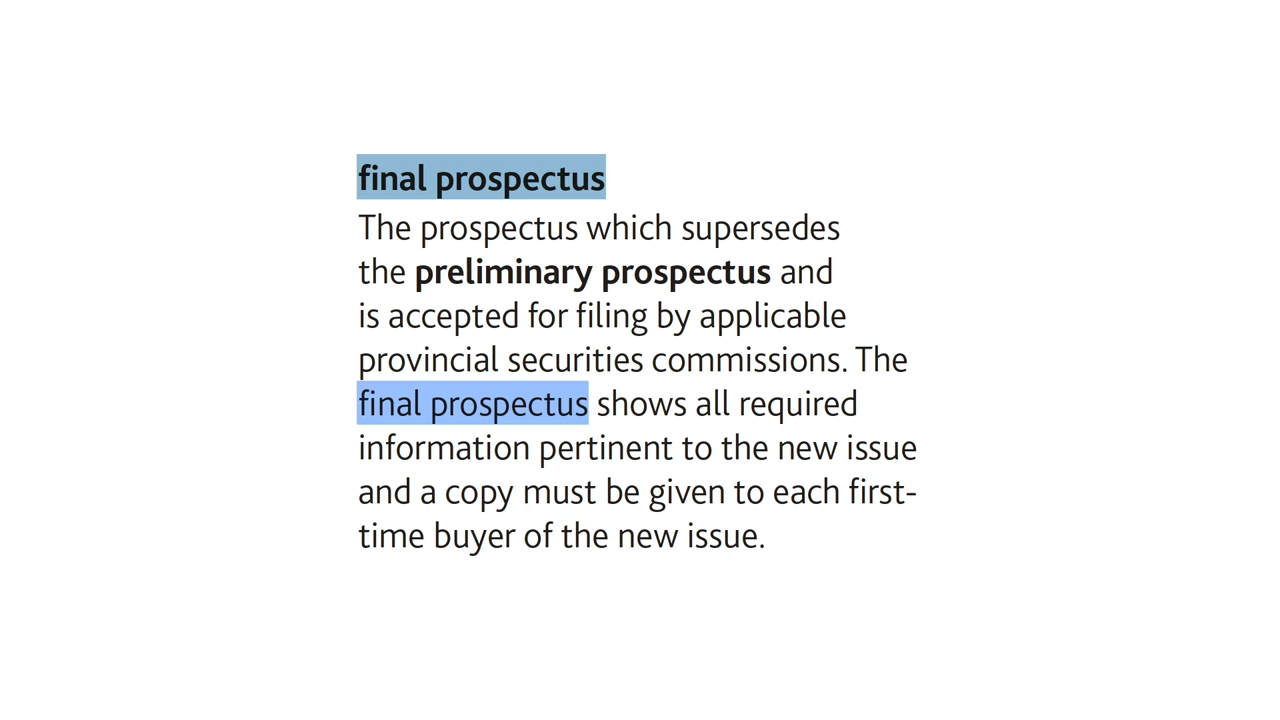 final prospectus
The prospectus which supersedes
the preliminary prospectus and
is accepted for filing by applicable
provincial securities commissions. The
final prospectus shows all required
information pertinent to the new issue
and a copy must be given to each first-
time buyer of the new issue.